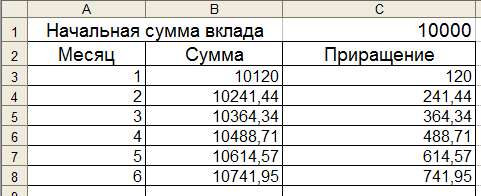 A B C
1 Начальная сумма вклада 10000
2 Месяц Сумма Приращение
3 1 10120 120
4 2 10241,44 241,44
5 3 10364,34 364,34
6 4 10488,71 488,71
7 5 10614,57 614,57
8 6 10741,95 741,95